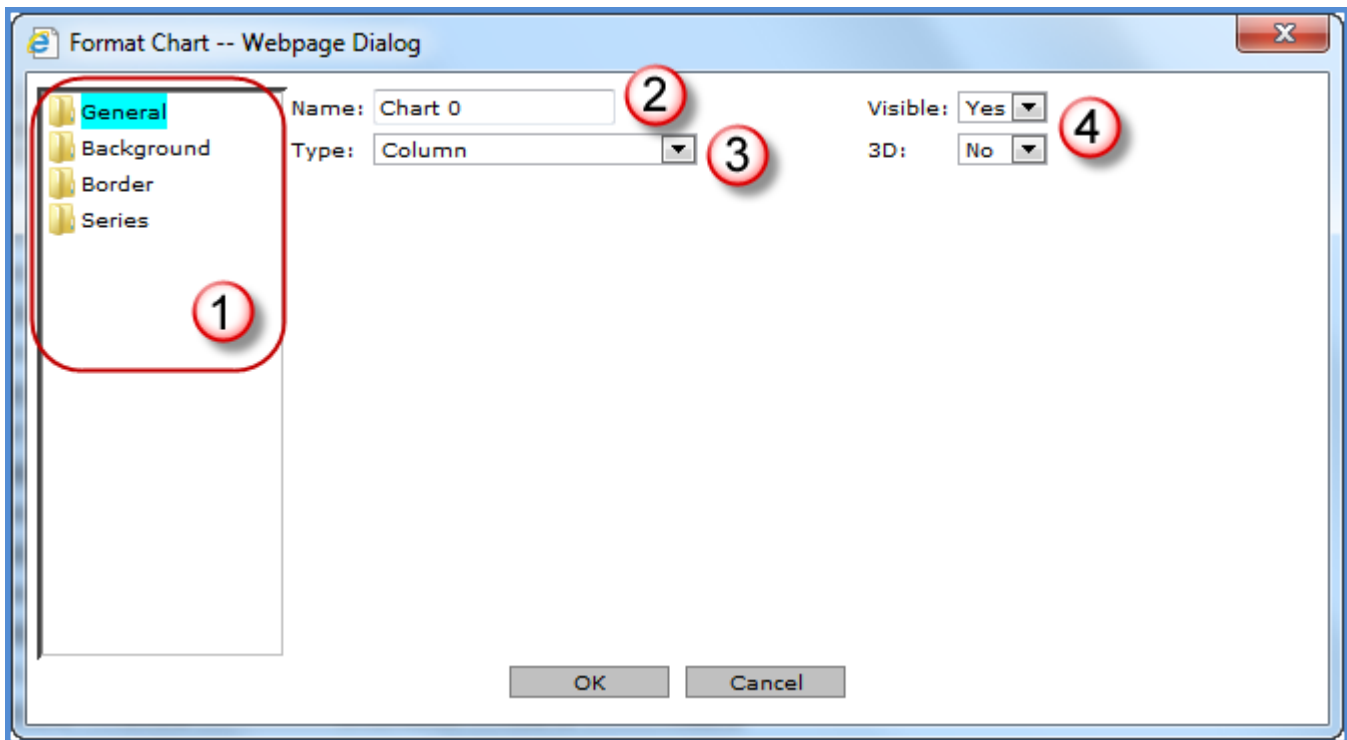 Format Chart -- Webpage Dialog
General
Background
Border
Series
1
Name: Chart 0
2
Visible: Yes
Type: Column
3
3D: No
4
OK
Cancel